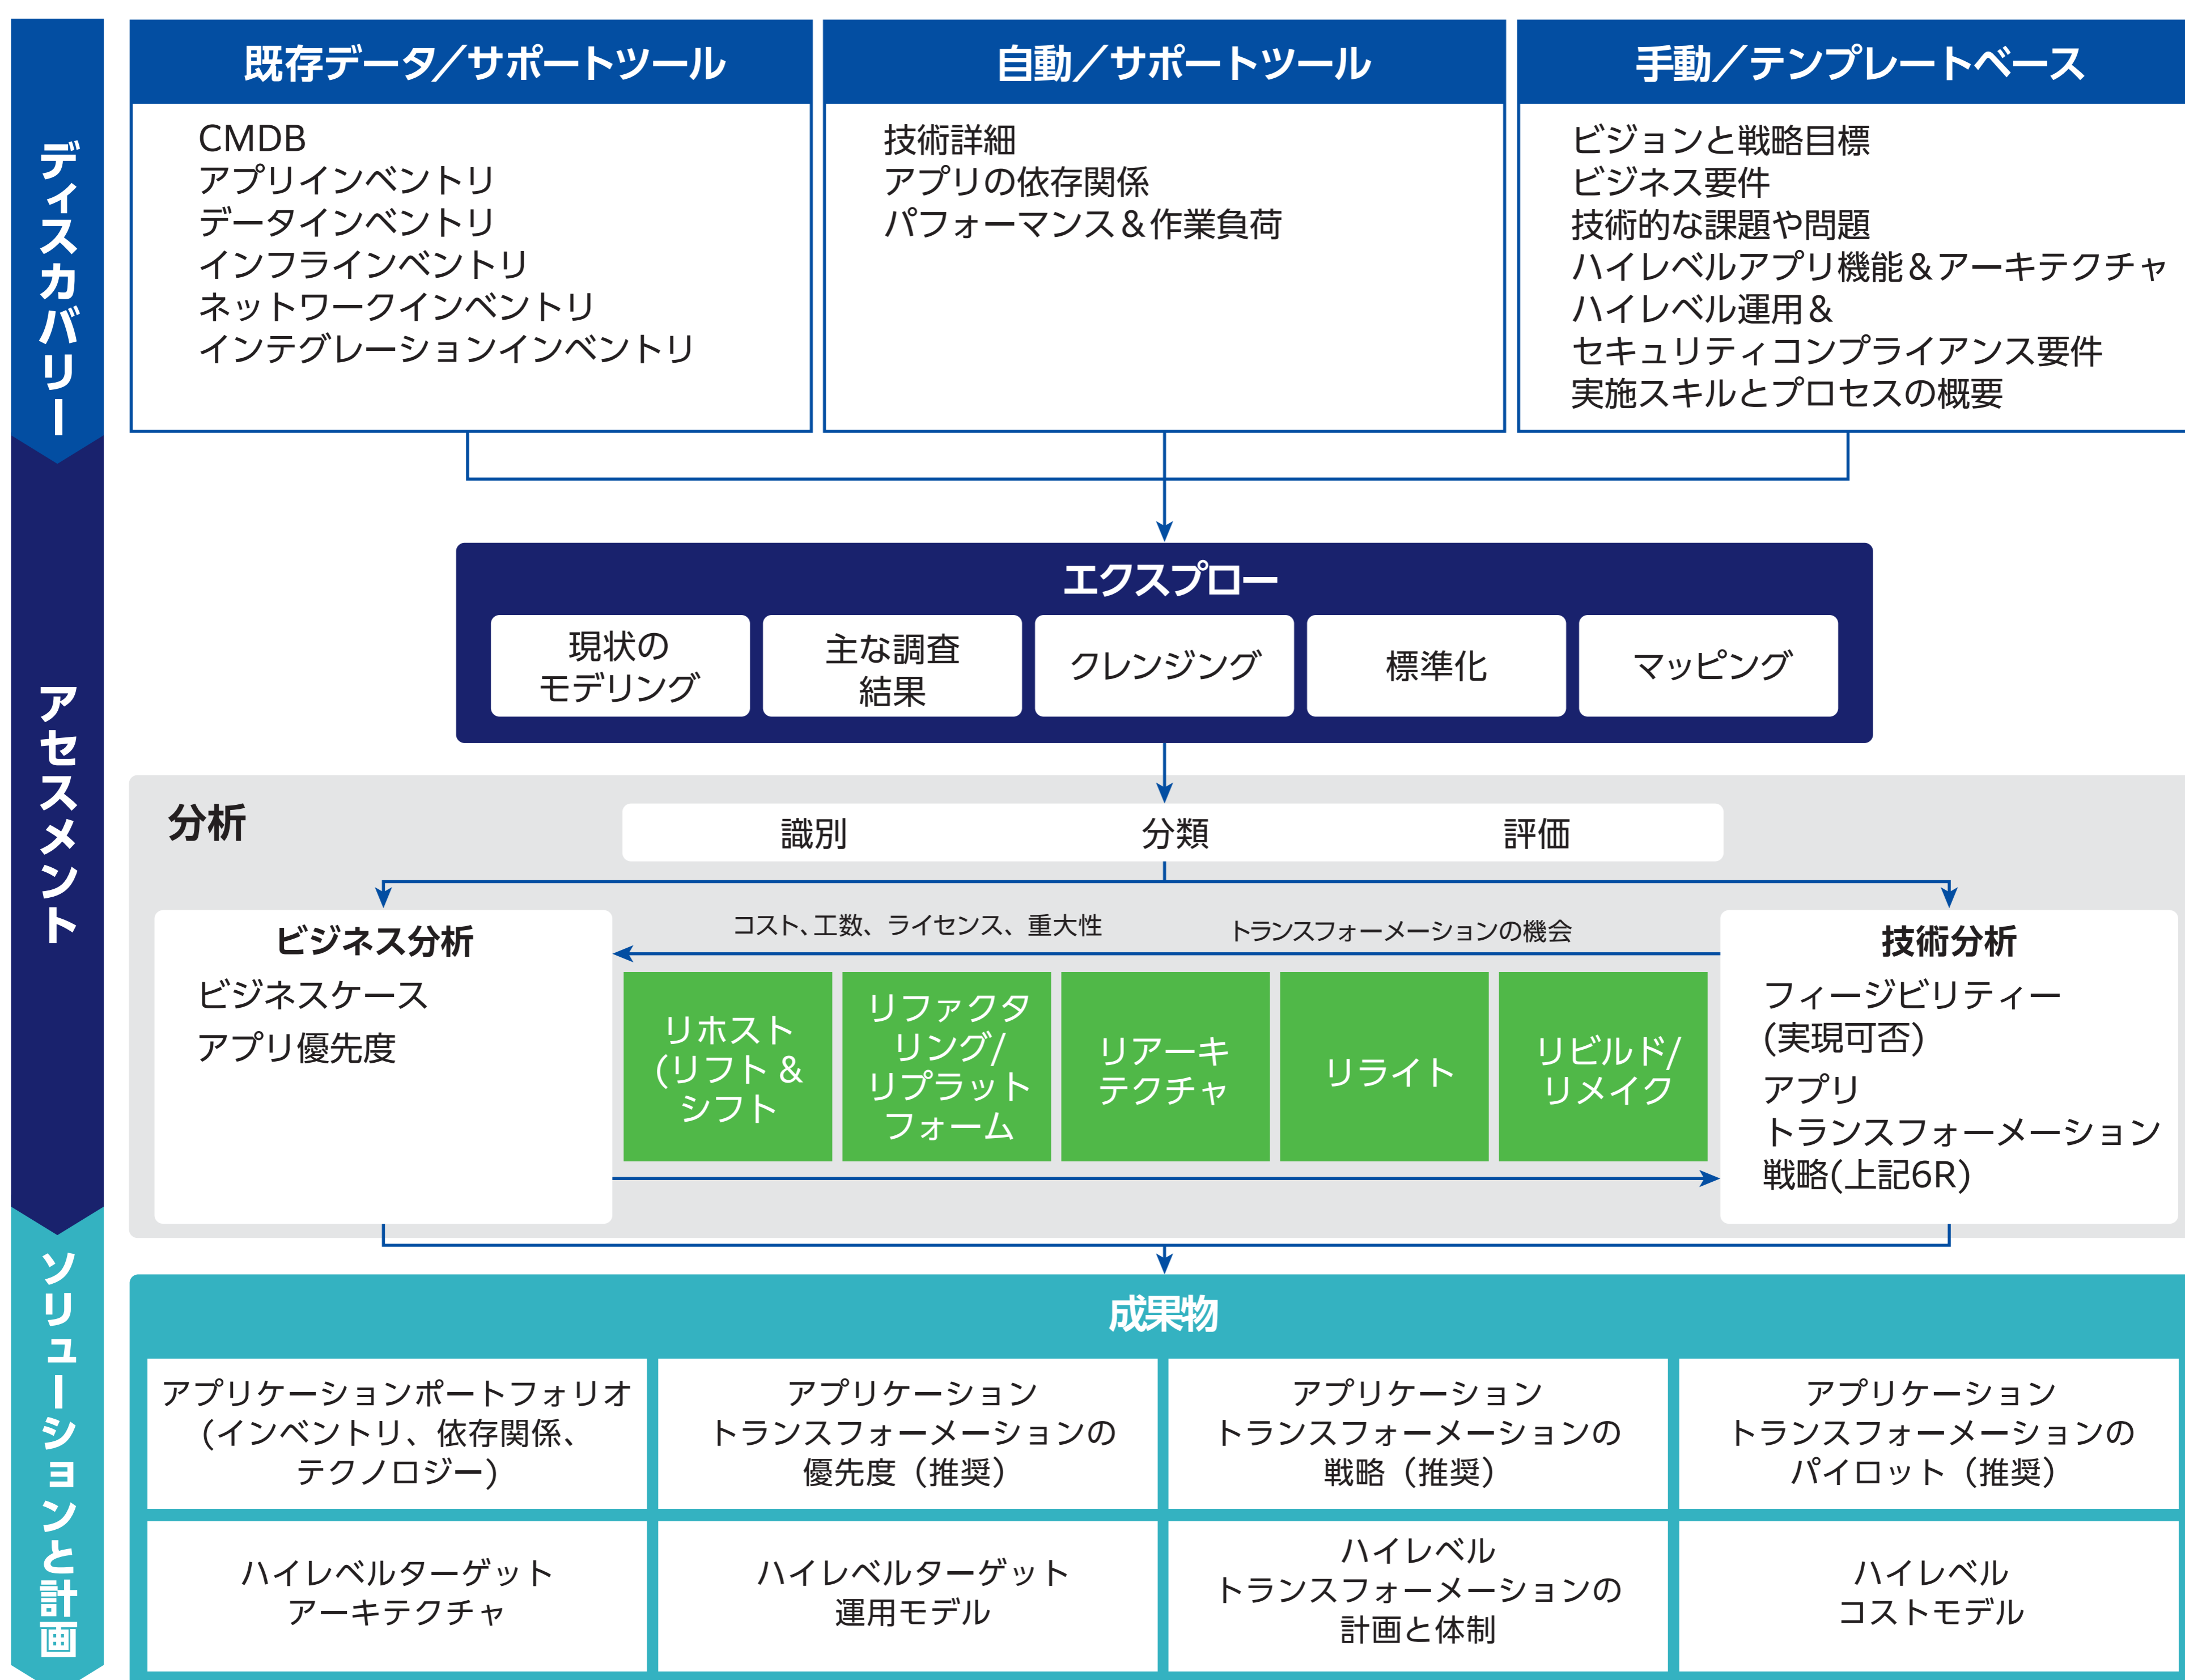 ディスカバリー
既存データ／サポートツール
CMDB
アプリインベントリ
データインベントリ
インフラインベントリ
ネットワークインベントリ
インテグレーションインベントリ
自動／サポートツール
技術詳細
アプリの依存関係
パフォーマンス＆作業負荷
手動／テンプレートベース
ビジョンと戦略目標
ビジネス要件
技術的な課題や問題
ハイレベルアプリ機能＆アーキテクチャ
ハイレベル運用＆
セキュリティコンプライアンス要件
実施スキルとプロセスの概要
アセスメント
エクスプロー
現状の
モデリング
主な調査
結果
クレンジング
標準化
マッピング
分析
識別
分類
評価
ビジネス分析
ビジネスケース
アプリ優先度
コスト、工数、ライセンス、重大性
トランスフォーメーションの機会
リホスト
(リフト &
シフト
リファクタ
リング/
リプラット
フォーム
リアーキ
テクチャ
リライト
リビルド/
リメイク
技術分析
フィージビリティー
(実現可否)
アプリ
トランスフォーメーション
戦略(上記6R)
ソリューションと計画
成果物
アプリケーションポートフォリオ
(インベントリ、依存関係、
テクノロジー)
アプリケーション
トランスフォーメーションの
優先度（推奨）
アプリケーション
トランスフォーメーションの
戦略（推奨）
アプリケーション
トランスフォーメーションの
パイロット（推奨）
ハイレベルターゲット
アーキテクチャ
ハイレベルターゲット
運用モデル
ハイレベル
トランスフォーメーションの
計画と体制
ハイレベル
コストモデル